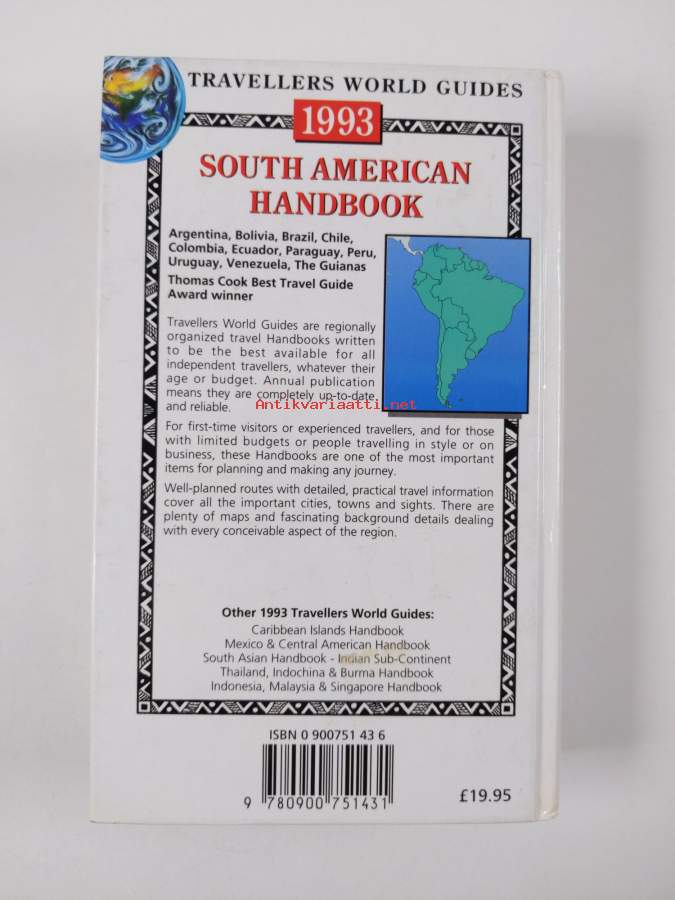 TRAVELLERS WORLD GUIDES
1993
SOUTH AMERICAN
HANDBOOK
Argentina, Bolivia, Brazil, Chile,
Colombia, Ecuador, Paraguay, Peru,
Uruguay, Venezuela, The Guianas
Thomas Cook Best Travel Guide
Award winner
Travellers World Guides are regionally
organized travel Handbooks written
to be the best available for all
independent travellers, whatever their
age or budget. Annual publication
means they are completely up-to-date
and reliable.
Antikvariaatti.net
For first-time visitors or experienced travellers, and for those
with limited budgets or people travelling in style or on
business, these Handbooks are one of the most important
items for planning and making any journey.
Well-planned routes with detailed, practical travel information
cover all the important cities, towns and sights. There are
plenty of maps and fascinating background details dealing
with every conceivable aspect of the region.
Other 1993 Travellers World Guides:
Caribbean Islands Handbook
Mexico & Central American Handbook
South Asian Handbook - Indian Sub-Continent
Thailand, Indochina & Burma Handbook
Indonesia, Malaysia & Singapore Handbook
ISBN 0 900751 43 6
9 780900 751431
£19.95